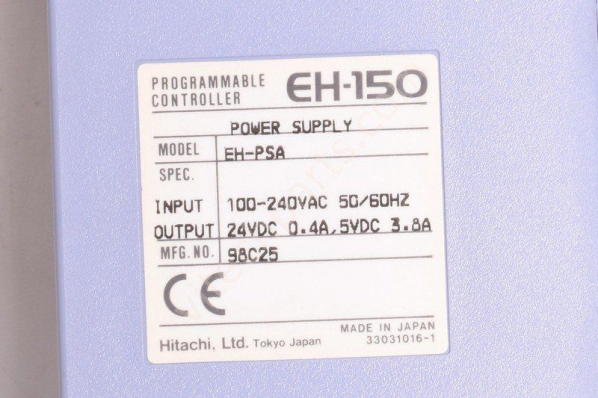 PROGRAMMABLE CONTROLLER EH-150
POWER SUPPLY
MODEL EH-PSA
SPEC.
INPUT 100-240VAC 50/60HZ
OUTPUT 24VDC 0.4A,5VDC 3.8A
MFG.NO. 98C25
CE
MADE IN JAPAN
Hitachi, Ltd. Tokyo Japan 33031016-1